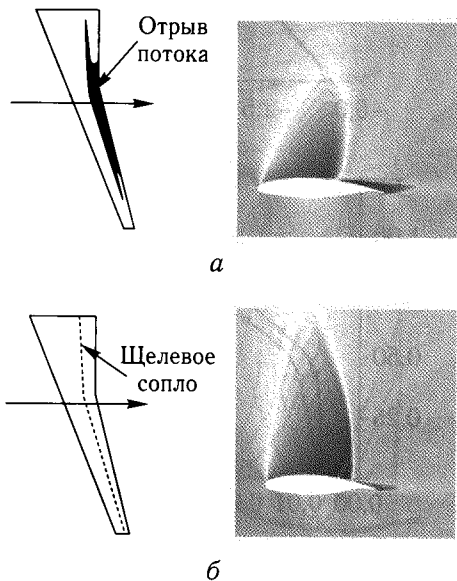 Отрыв
потока
а
Щелевое
сопло
б